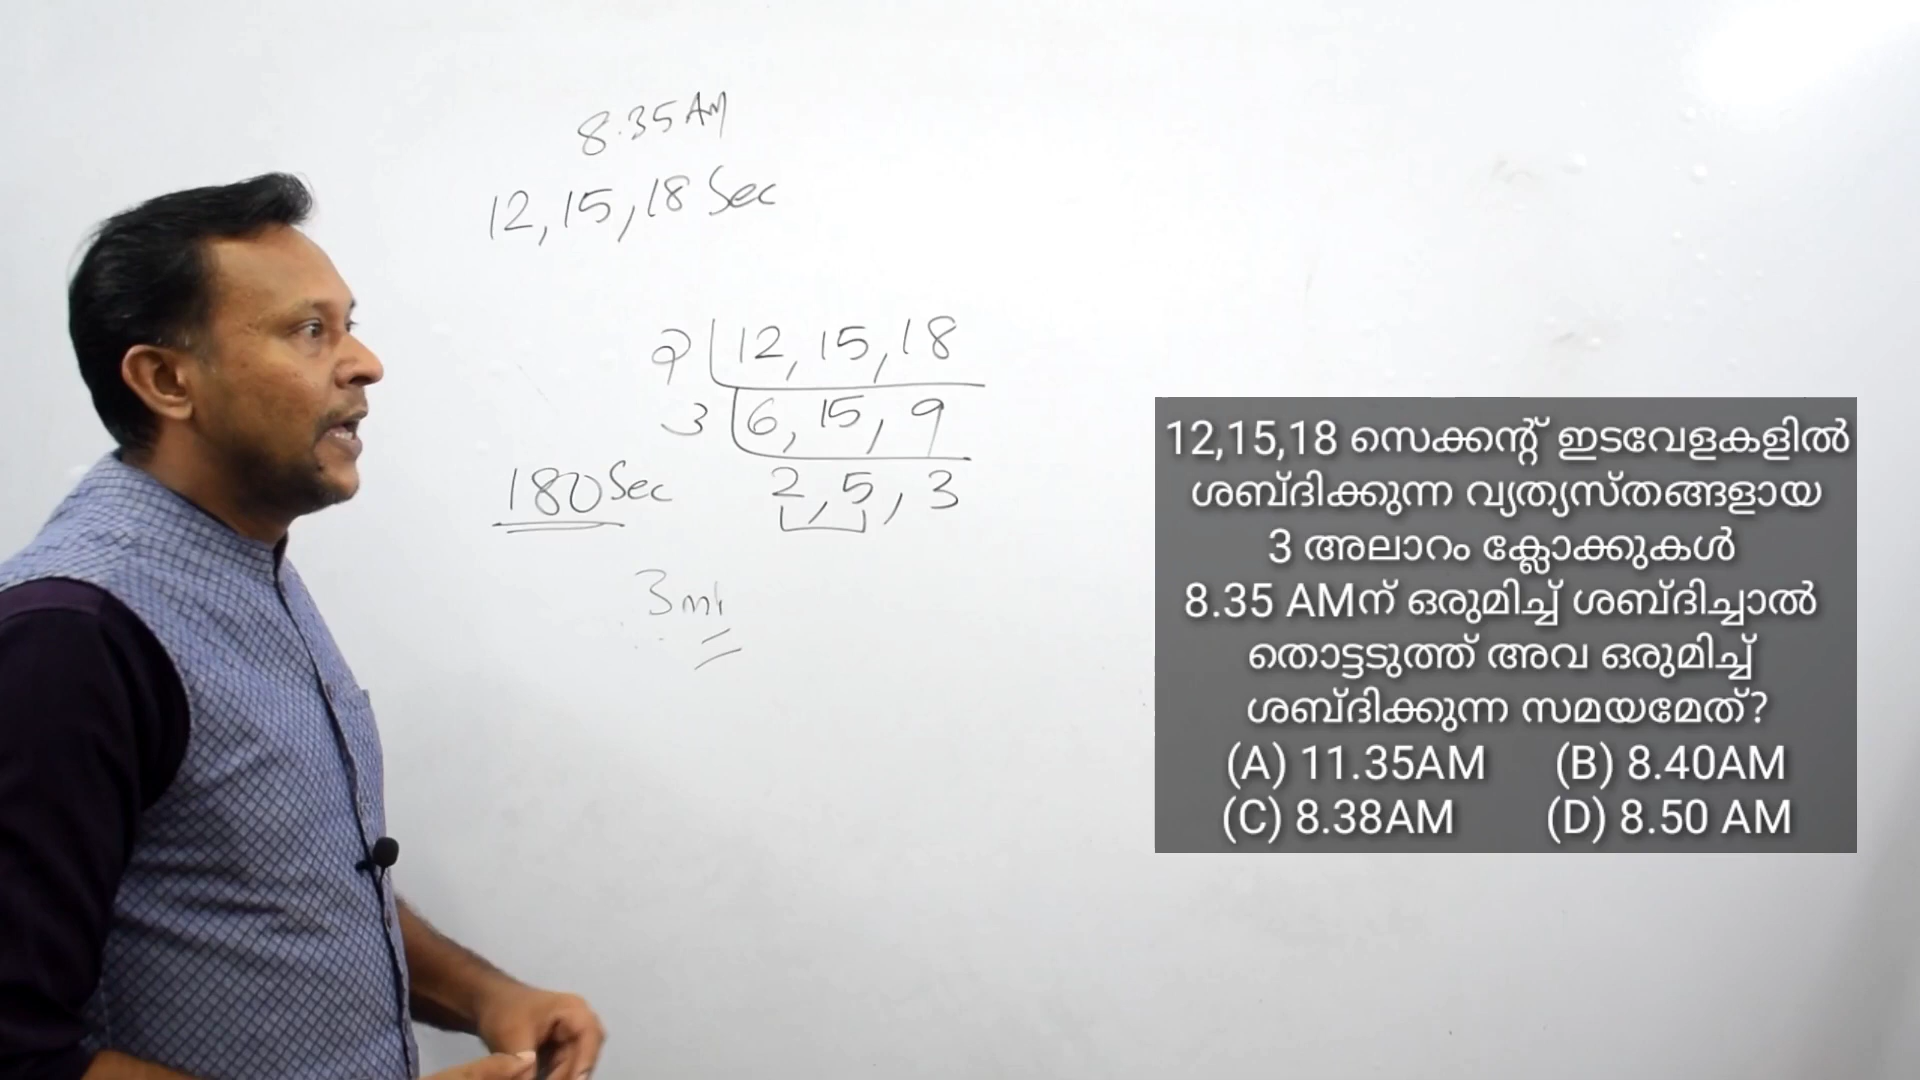 8.35 AM
12, 15, 18 Sec
2 12, 15, 18
3 6, 15, 9
2, 5, 3
180 Sec
3 mi
12,15,18 സെക്കന്റ് ഇടവേളകളിൽ
ശബ്ദിക്കുന്ന വ്യത്യസ്തങ്ങളായ
3 അലാറം ക്ലോക്കുകൾ
8.35 AMന് ഒരുമിച്ച് ശബ്ദിച്ചാൽ
തൊട്ടടുത്ത് അവ ഒരുമിച്ച്
ശബ്ദിക്കുന്ന സമയമേത്?
(A) 11.35AM (B) 8.40AM
(C) 8.38AM (D) 8.50 AM